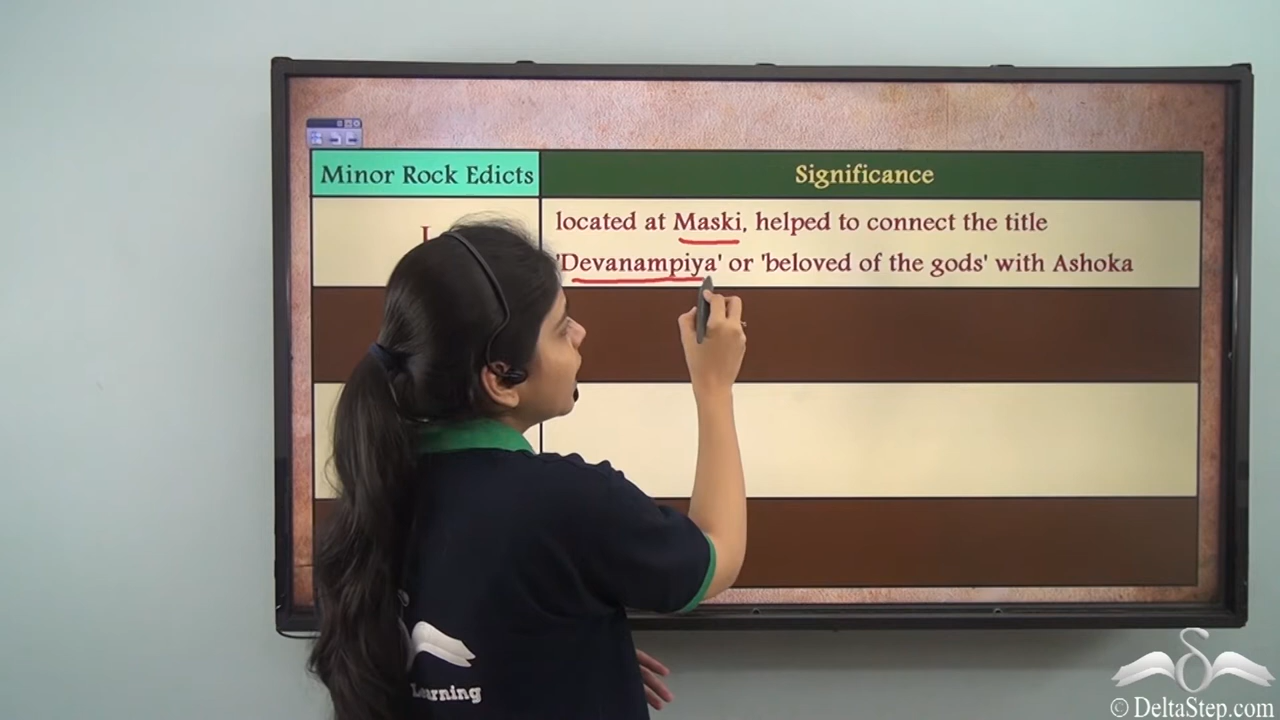 Minor Rock Edicts
Significance
I
located at Maski, helped to connect the title
'Devanampiya' or 'beloved of the gods' with Ashoka
© DeltaStep.com